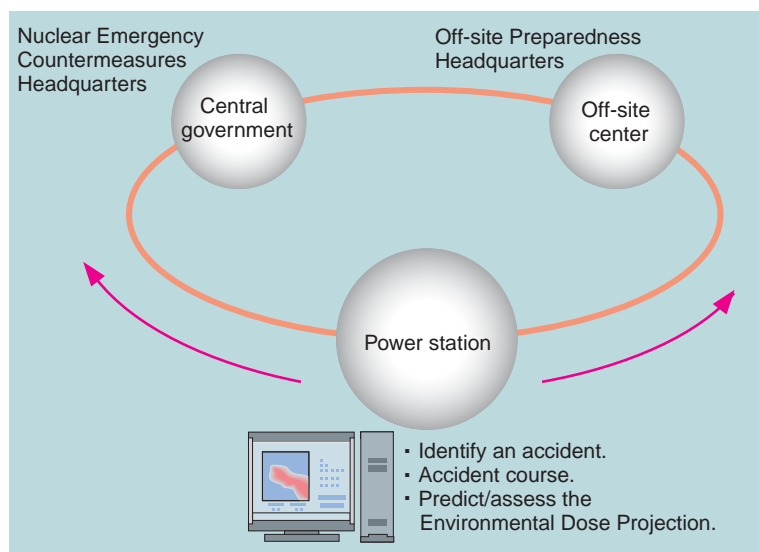 Nuclear Emergency
Countermeasures
Headquarters
Off-site Preparedness
Headquarters
Central
government
Off-site
center
Power station
・Identify an accident.
・Accident course.
・Predict/assess the
Environmental Dose Projection.